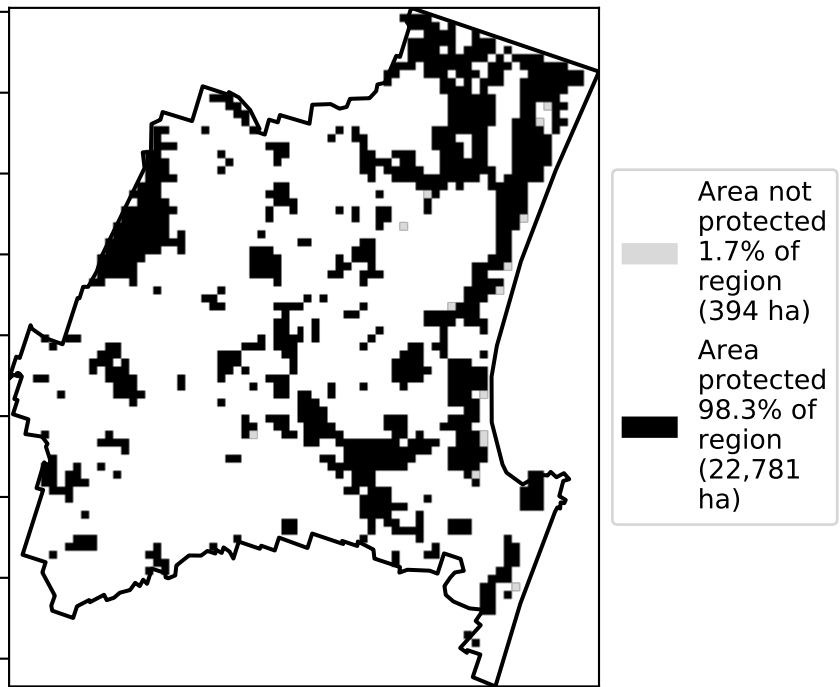 Area not
protected
1.7% of
region
(394 ha)
Area
protected
98.3% of
region
(22,781
ha)